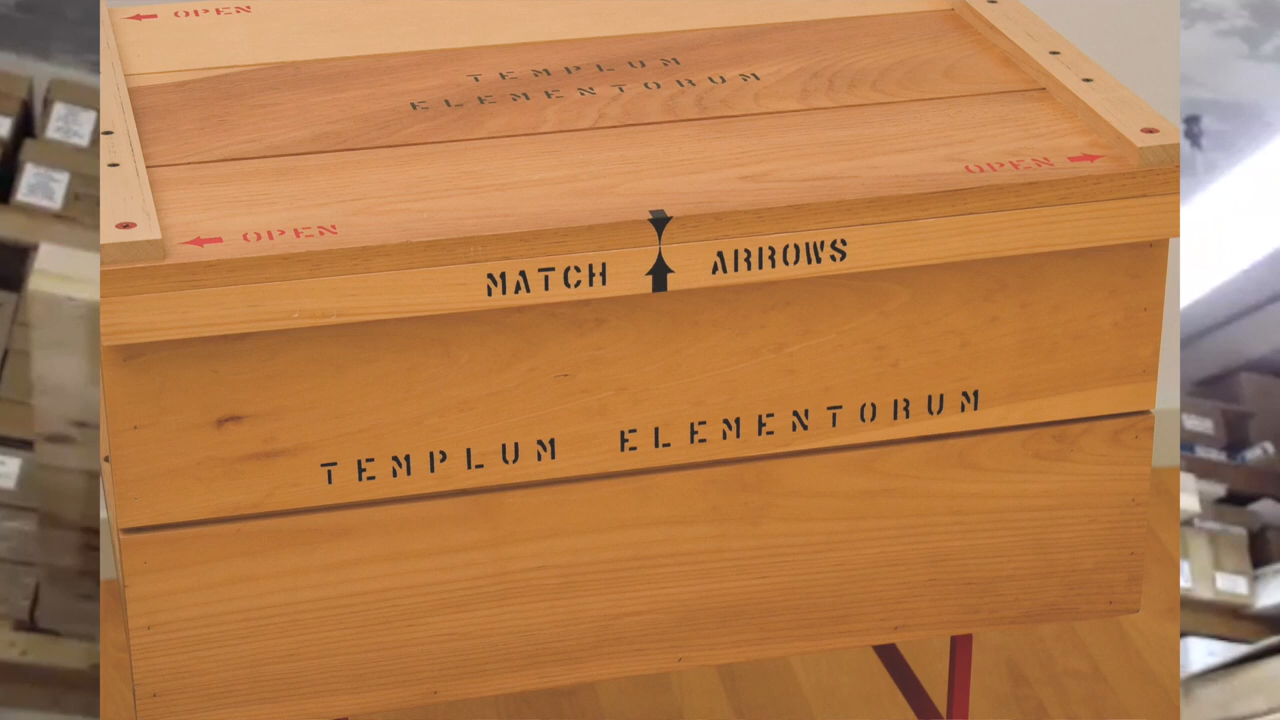 ← OPEN
TEMPLUM
ELEMENTORUM
OPEN →
← OPEN
MATCH ARROWS
TEMPLUM ELEMENTORUM